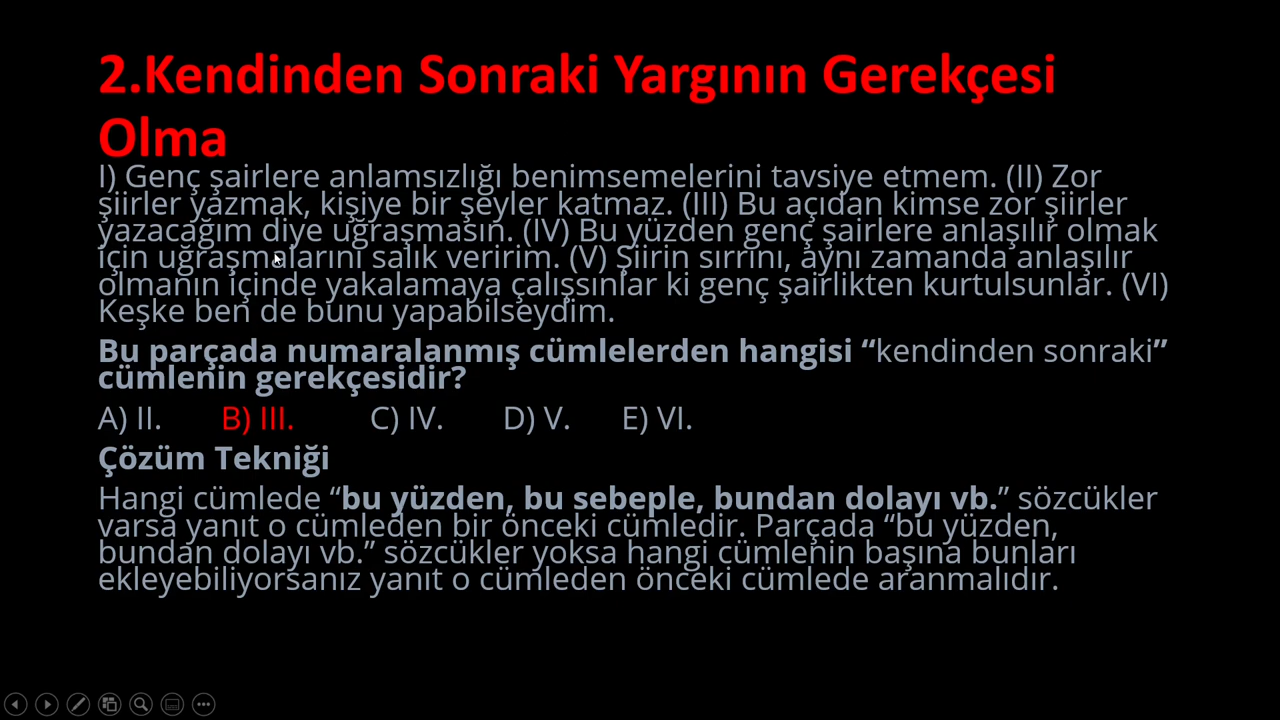 2.Kendinden Sonraki Yargının Gerekçesi
Olma
I) Genç şairlere anlamsızlığı benimsemelerini tavsiye etmem. (II) Zor
şiirler yazmak, kişiye bir şeyler katmaz. (III) Bu açıdan kimse zor şiirler
yazacağım diye uğraşmasın. (IV) Bu yüzden genç şairlere anlaşılır olmak
için uğraşmalarını salık veririm. (V) Şiirin sırrını, aynı zamanda anlaşılır
olmanın içinde yakalamaya çalışsınlar ki genç şairlikten kurtulsunlar. (VI)
Keşke ben de bunu yapabilseydim.
Bu parçada numaralanmış cümlelerden hangisi “kendinden sonraki”
cümlenin gerekçesidir?
A) II. B) III. C) IV. D) V. E) VI.
Çözüm Tekniği
Hangi cümlede “bu yüzden, bu sebeple, bundan dolayı vb.” sözcükler
varsa yanıt o cümleden bir önceki cümledir. Parçada “bu yüzden,
bundan dolayı vb.” sözcükler yoksa hangi cümlenin başına bunları
ekleyebiliyorsanız yanıt o cümleden önceki cümlede aranmalıdır.